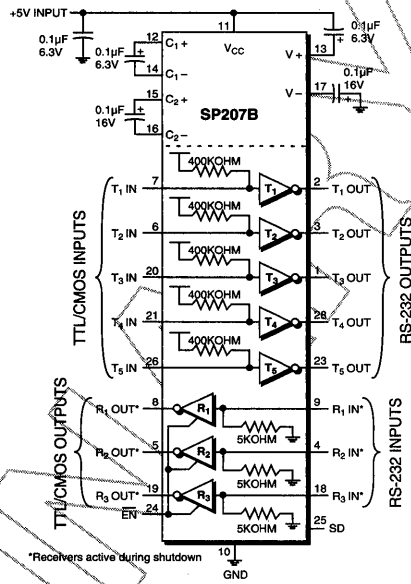 +5V INPUT
0.1µF
6.3V
0.1µF
6.3V
12
C1+
14
C1−
0.1µF
16V
15
C2+
16
C2−
11
VCC
V+
13
0.1µF
6.3V
V−
17
0.1µF
16V
SP207B
TTL/CMOS INPUTS
RS-232 OUTPUTS
400KOHM
T1 IN
7
T1
2
T1 OUT
400KOHM
T2 IN
6
T2
3
T2 OUT
400KOHM
T3 IN
20
T3
1
T3 OUT
400KOHM
T4 IN
21
T4
28
T4 OUT
400KOHM
T5 IN
26
T5
23
T5 OUT
TTL/CMOS OUTPUTS
RS-232 INPUTS
R1 OUT*
8
R1
9
R1 IN*
5KOHM
R2 OUT*
5
R2
4
R2 IN*
5KOHM
R3 OUT*
19
R3
18
R3 IN*
5KOHM
EN
24
25
SD
*Receivers active during shutdown
10
GND